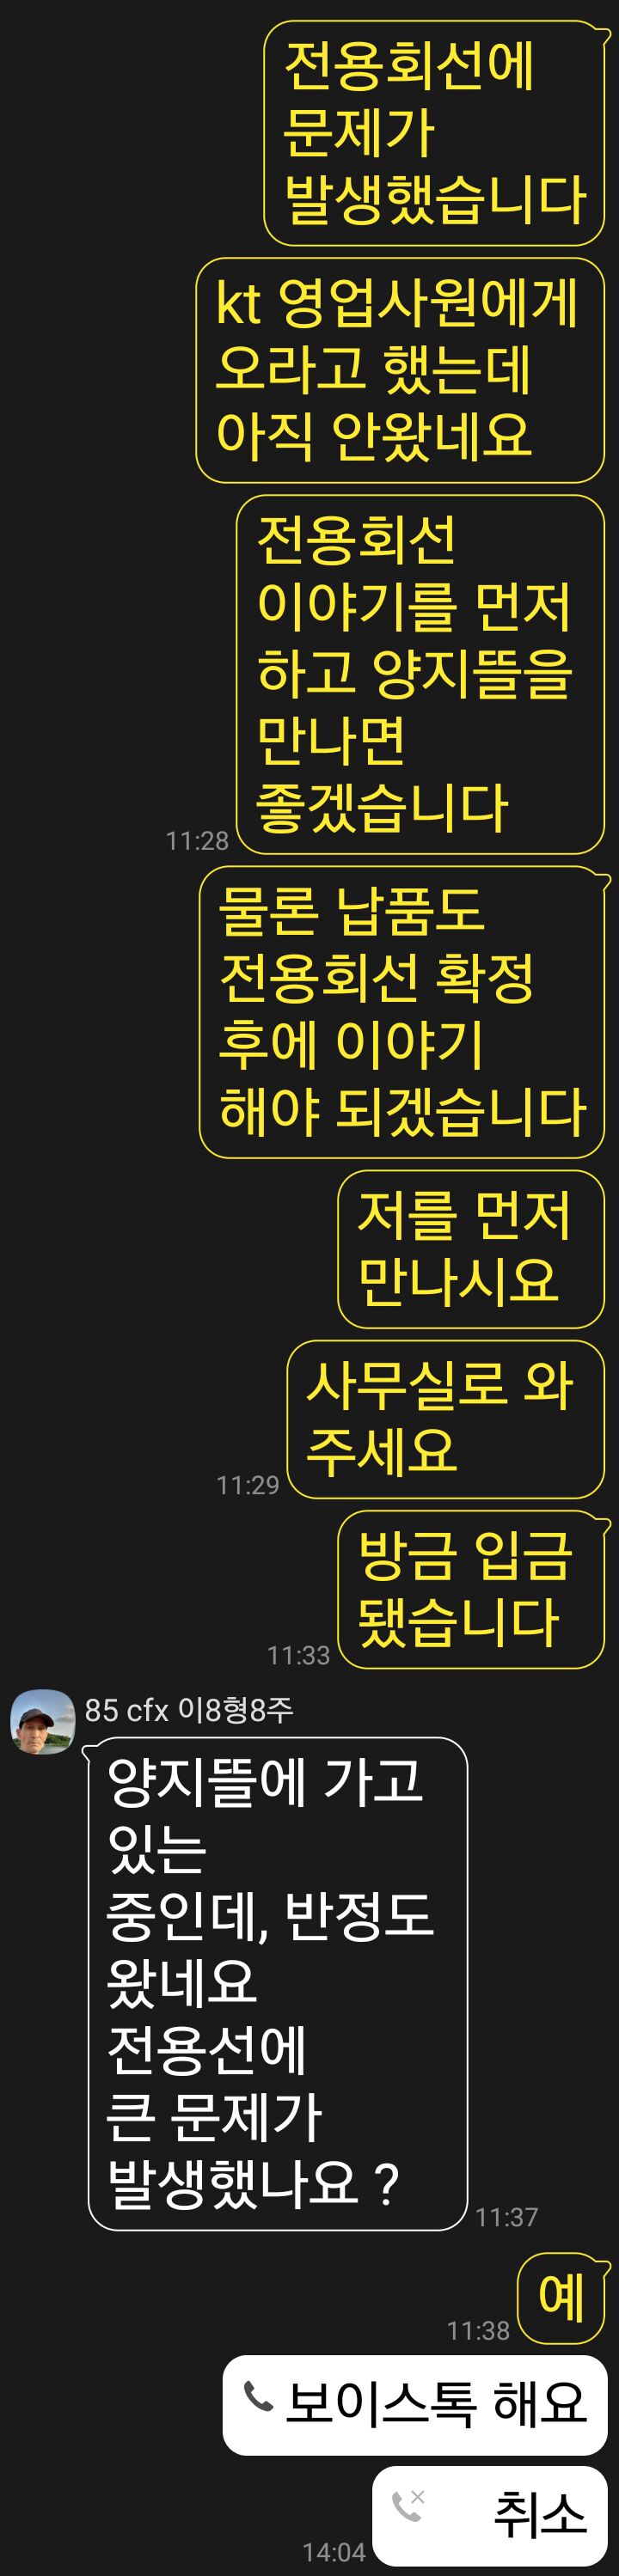 전용회선에
문제가
발생했습니다
kt 영업사원에게
오라고 했는데
아직 안왔네요
전용회선
이야기를 먼저
하고 양지뜰을
만나면
좋겠습니다
11:28
물론 납품도
전용회선 확정
후에 이야기
해야 되겠습니다
저를 먼저
만나시요
사무실로 와
주세요
11:29
방금 입금
됐습니다
11:33
85 cfx 이8형8주
양지뜰에 가고
있는
중인데, 반정도
왔네요
전용선에
큰 문제가
발생했나요 ?
11:37
예
11:38
보이스톡 해요
취소
14:04